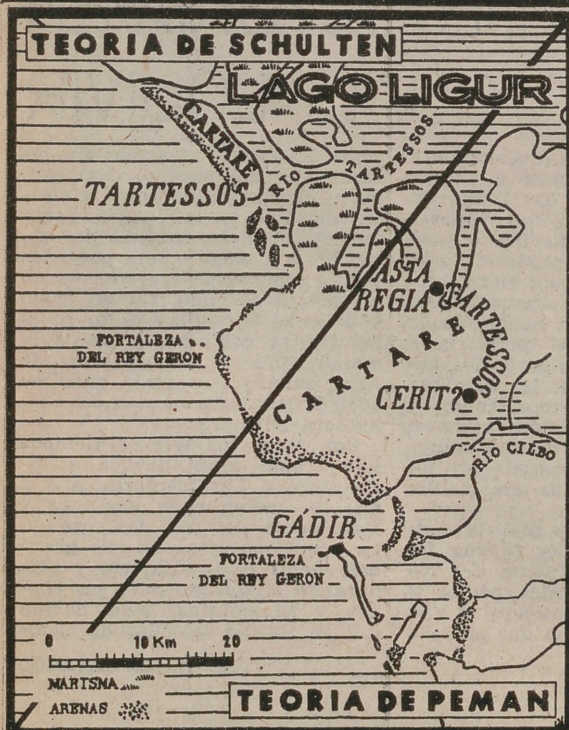 TEORIA DE SCHULTEN
LAGO LIGUR
CARTARE
TARTESSOS
RIO TARTESSOS
ASTA
REGIA
TARTESSOS
FORTALEZA
DEL REY GERON
CARTARE
CERIT?
RIO CILBO
GÁDIR
FORTALEZA
DEL REY GERON
0 10 Km 20
MARISMA
ARENAS
TEORIA DE PEMAN